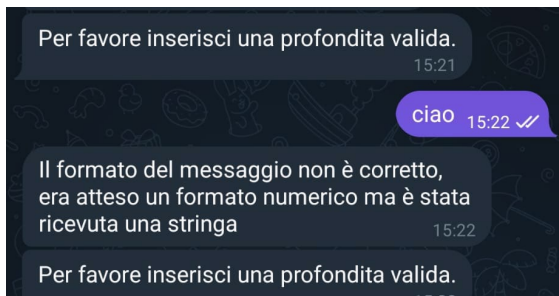 Per favore inserisci una profondita valida.
15:21
ciao 15:22
Il formato del messaggio non è corretto,
era atteso un formato numerico ma è stata
ricevuta una stringa 15:22
Per favore inserisci una profondita valida.